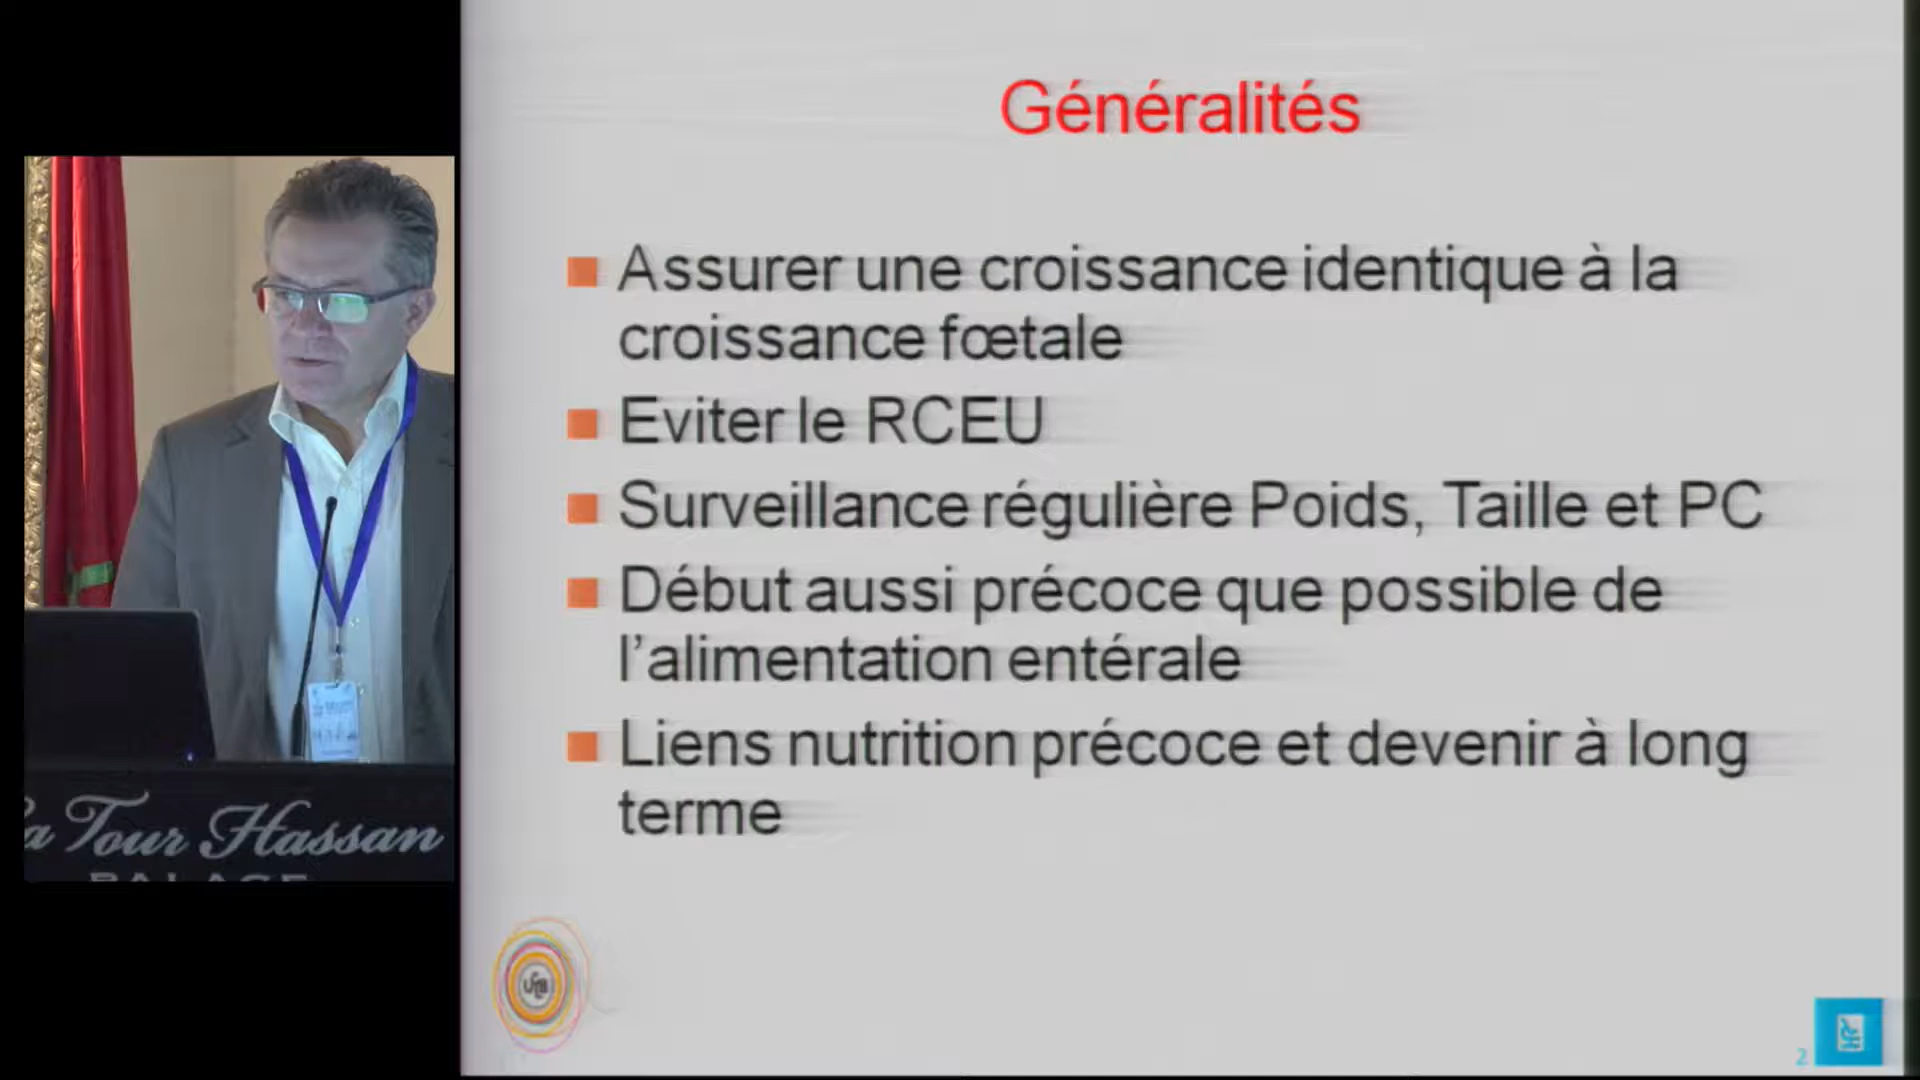 Généralités
Assurer une croissance identique à la
croissance fœtale
Eviter le RCEU
Surveillance régulière Poids, Taille et PC
Début aussi précoce que possible de
l’alimentation entérale
Liens nutrition précoce et devenir à long
terme
a Tour Hassan
PALACE
2